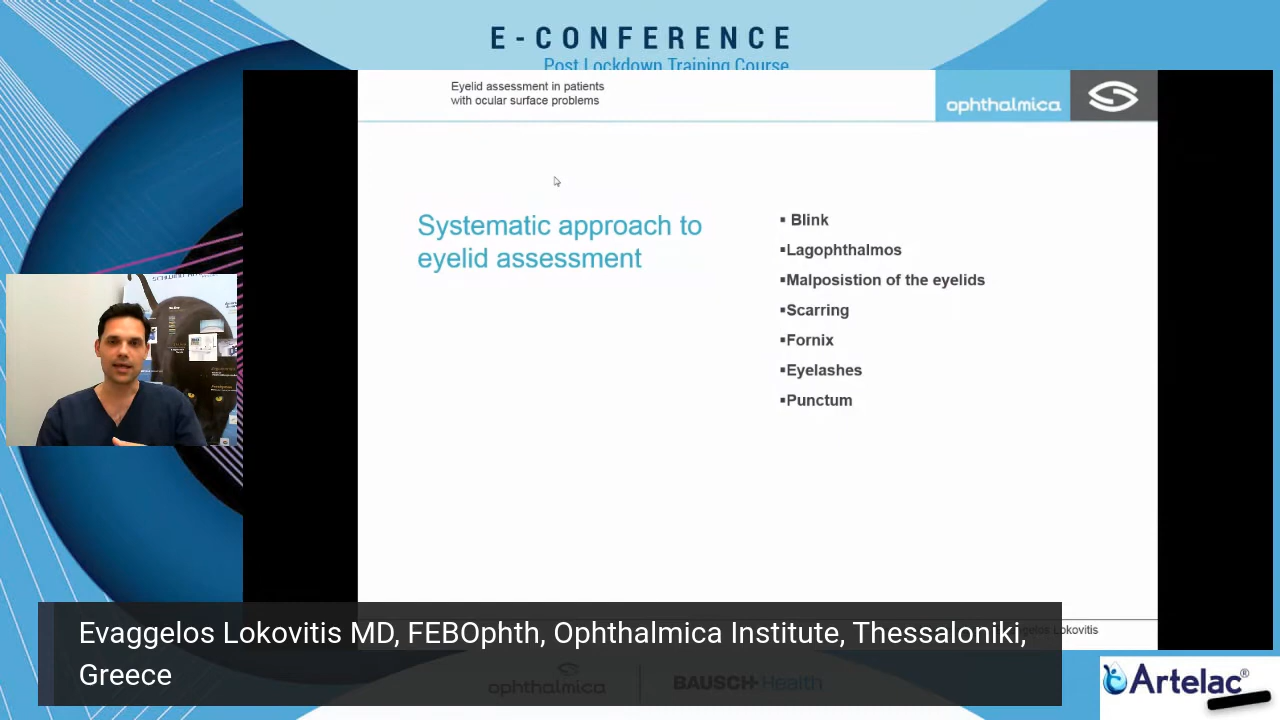 E-CONFERENCE
Post Lockdown Training Course
Eyelid assessment in patients
with ocular surface problems
ophthalmica
Systematic approach to
eyelid assessment
▪ Blink
▪Lagophthalmos
▪Malposistion of the eyelids
▪Scarring
▪Fornix
▪Eyelashes
▪Punctum
Lokovitis
Evaggelos Lokovitis MD, FEBOphth, Ophthalmica Institute, Thessaloniki,
Greece
ophthalmica
BAUSCH+Health
Artelac®